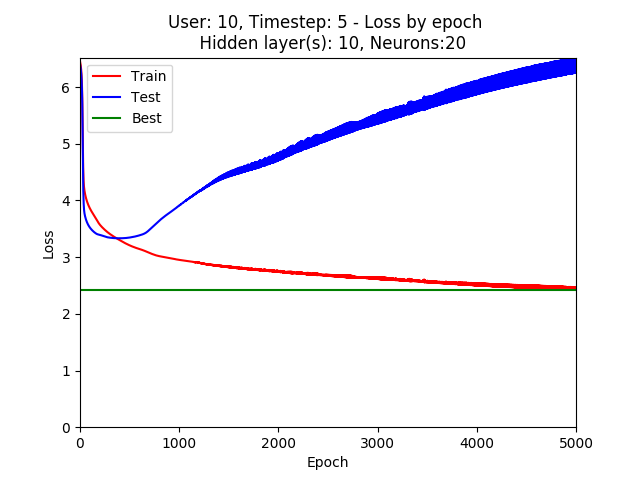 User: 10, Timestep: 5 - Loss by epoch
Hidden layer(s): 10, Neurons:20
Train
Test
Best
Loss
6
5
4
3
2
1
0
0 1000 2000 3000 4000 5000
Epoch